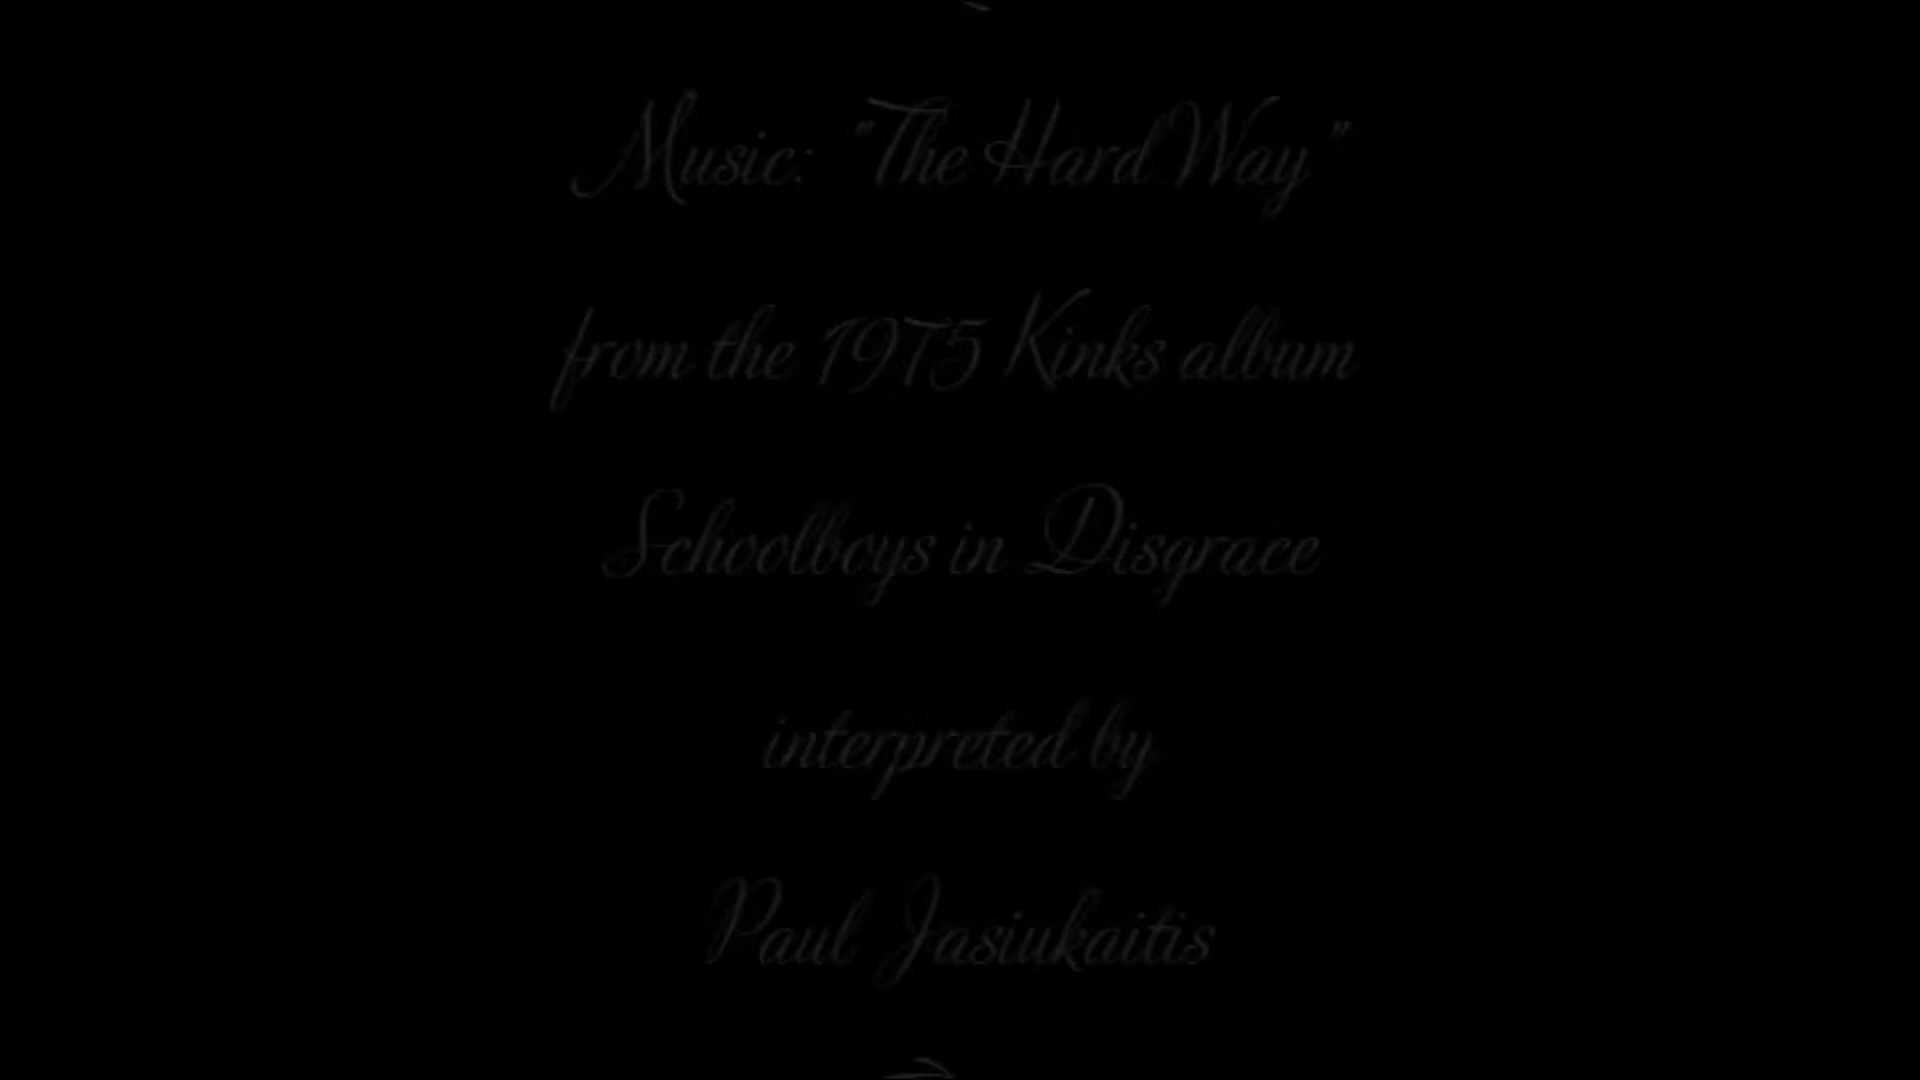 Music: "The Hard Way"
from the 1975 Kinks album
Schoolboys in Disgrace
interpreted by
Paul Jasiukaitis